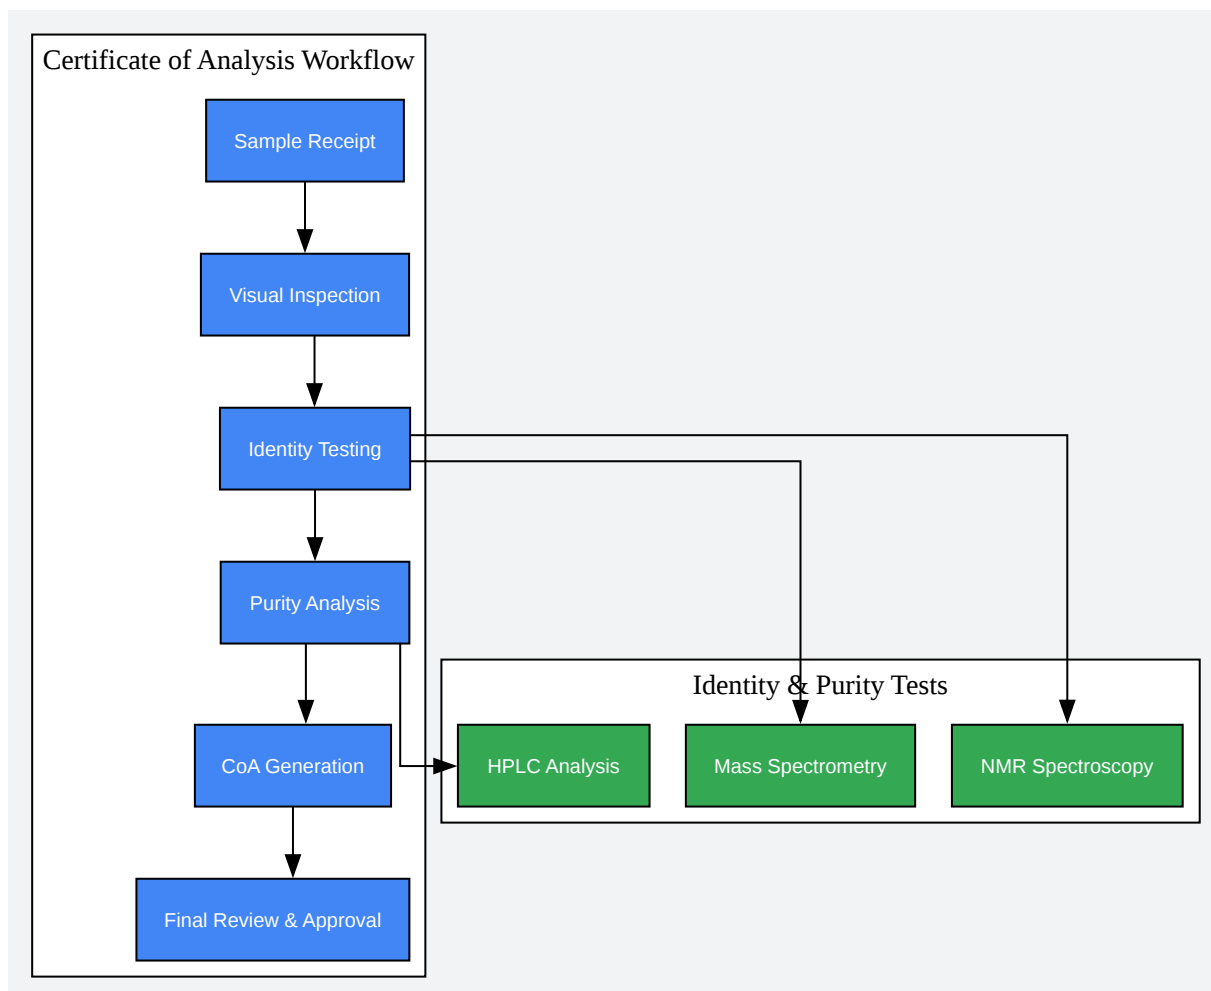 Certificate of Analysis Workflow
Sample Receipt
Visual Inspection
Identity Testing
Purity Analysis
CoA Generation
Final Review & Approval
Identity & Purity Tests
HPLC Analysis
Mass Spectrometry
NMR Spectroscopy